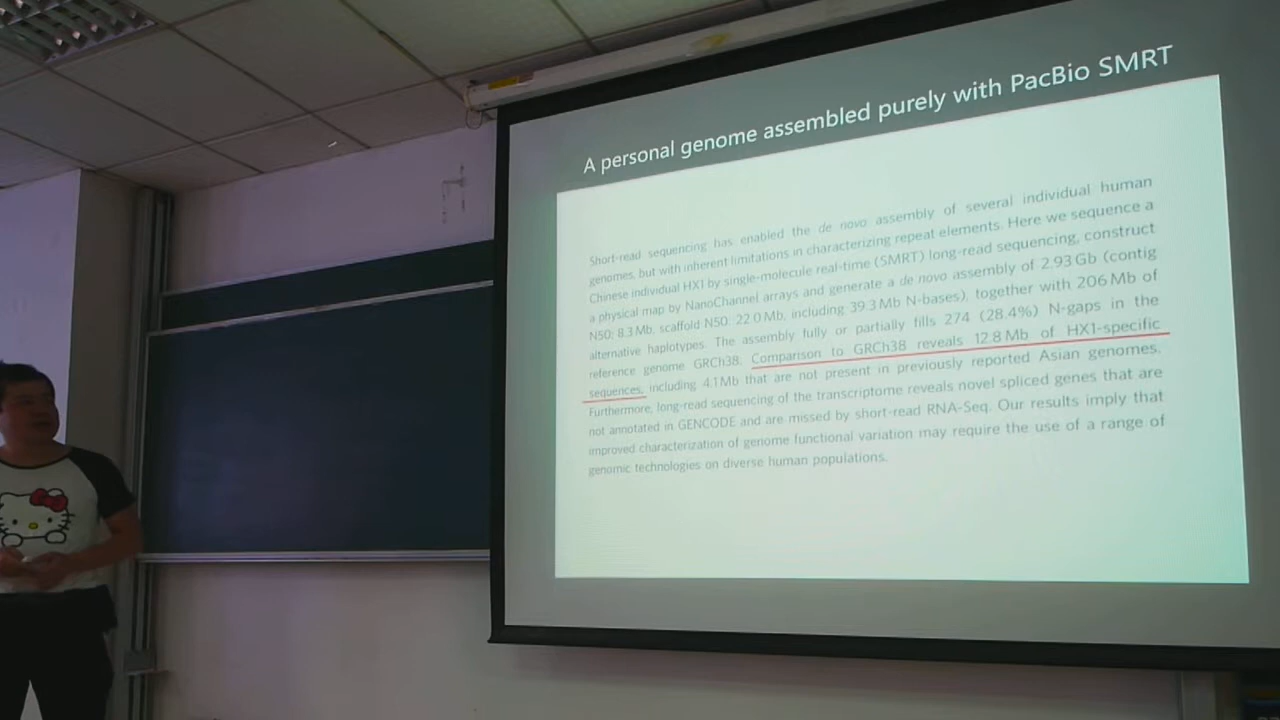 A personal genome assembled purely with PacBio SMRT
Short-read sequencing has enabled the de novo assembly of several individual human
genomes, but with inherent limitations in characterizing repeat elements. Here we sequence a
Chinese individual HX1 by single-molecule real-time (SMRT) long-read sequencing, construct
a physical map by NanoChannel arrays and generate a de novo assembly of 2.93 Gb (contig
N50: 8.3 Mb, scaffold N50: 22.0 Mb, including 39.3 Mb N-bases), together with 206 Mb of
alternative haplotypes. The assembly fully or partially fills 274 (28.4%) N-gaps in the
reference genome GRCh38. Comparison to GRCh38 reveals 12.8 Mb of HX1-specific
sequences, including 4.1 Mb that are not present in previously reported Asian genomes.
Furthermore, long-read sequencing of the transcriptome reveals novel spliced genes that are
not annotated in GENCODE and are missed by short-read RNA-Seq. Our results imply that
improved characterization of genome functional variation may require the use of a range of
genomic technologies on diverse human populations.